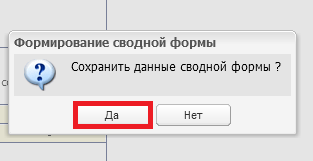 Формирование сводной формы
Сохранить данные сводной формы ?
Да
Нет